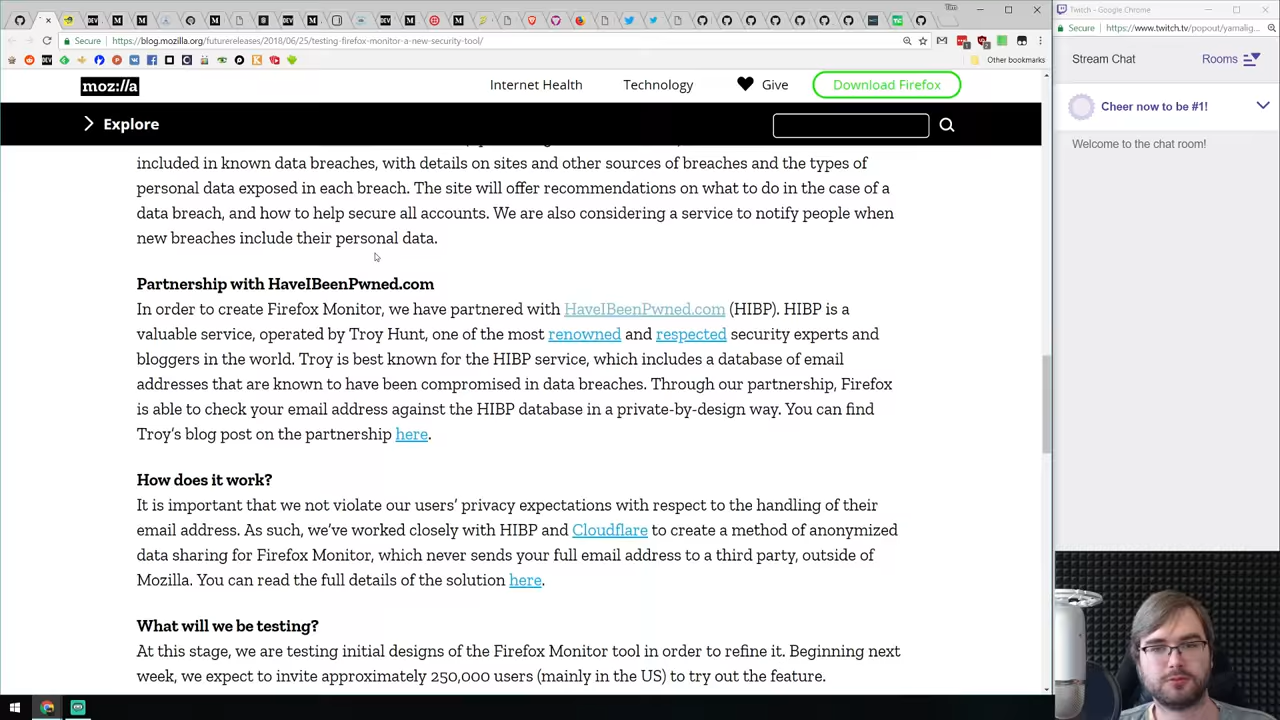 Twitch - Google Chrome
Secure
https://blog.mozilla.org/futurereleases/2018/06/25/testing-firefox-monitor-a-new-security-tool/
Secure
https://www.twitch.tv/popout/yamalig...
Other bookmarks
moz://a
Internet Health
Technology
Give
Download Firefox
Explore
Stream Chat
Rooms
Cheer now to be #1!
Welcome to the chat room!
included in known data breaches, with details on sites and other sources of breaches and the types of
personal data exposed in each breach. The site will offer recommendations on what to do in the case of a
data breach, and how to help secure all accounts. We are also considering a service to notify people when
new breaches include their personal data.
Partnership with HaveIBeenPwned.com
In order to create Firefox Monitor, we have partnered with HaveIBeenPwned.com (HIBP). HIBP is a
valuable service, operated by Troy Hunt, one of the most renowned and respected security experts and
bloggers in the world. Troy is best known for the HIBP service, which includes a database of email
addresses that are known to have been compromised in data breaches. Through our partnership, Firefox
is able to check your email address against the HIBP database in a private-by-design way. You can find
Troy's blog post on the partnership here.
How does it work?
It is important that we not violate our users' privacy expectations with respect to the handling of their
email address. As such, we've worked closely with HIBP and Cloudflare to create a method of anonymized
data sharing for Firefox Monitor, which never sends your full email address to a third party, outside of
Mozilla. You can read the full details of the solution here.
What will we be testing?
At this stage, we are testing initial designs of the Firefox Monitor tool in order to refine it. Beginning next
week, we expect to invite approximately 250,000 users (mainly in the US) to try out the feature.